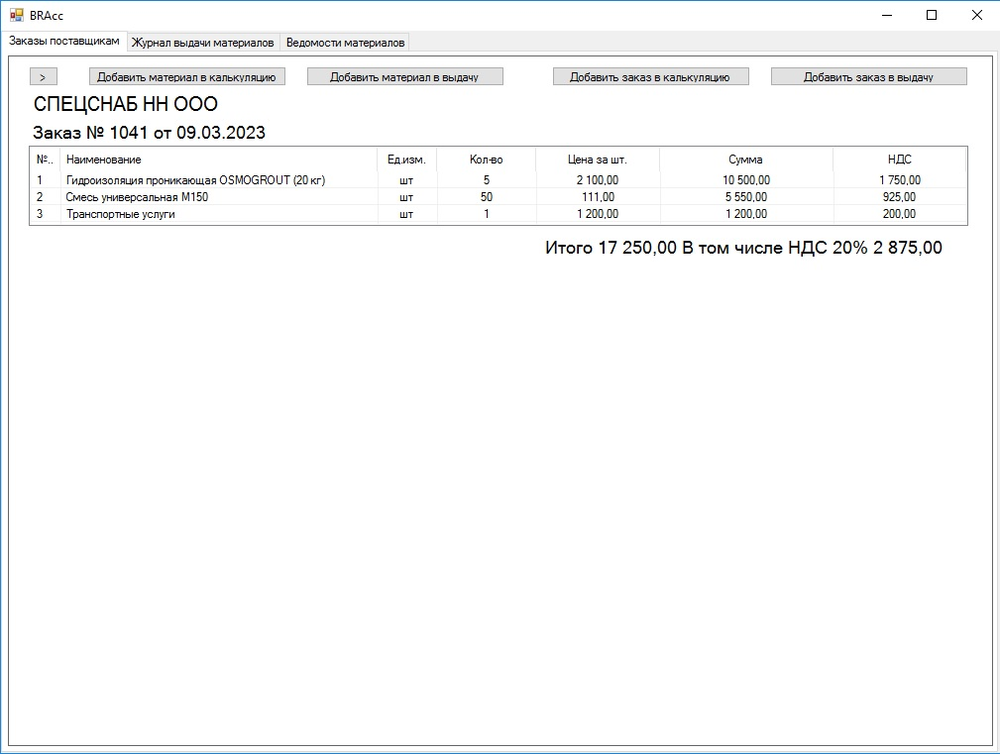 BRAcc
Заказы поставщикам Журнал выдачи материалов Ведомости материалов
> Добавить материал в калькуляцию Добавить материал в выдачу Добавить заказ в калькуляцию Добавить заказ в выдачу
СПЕЦСНАБ НН ООО
Заказ № 1041 от 09.03.2023
№.. Наименование Ед.изм. Кол-во Цена за шт. Сумма НДС
1 Гидроизоляция проникающая OSMOGROUT (20 кг) шт 5 2 100,00 10 500,00 1 750,00
2 Смесь универсальная М150 шт 50 111,00 5 550,00 925,00
3 Транспортные услуги шт 1 1 200,00 1 200,00 200,00
Итого 17 250,00 В том числе НДС 20% 2 875,00